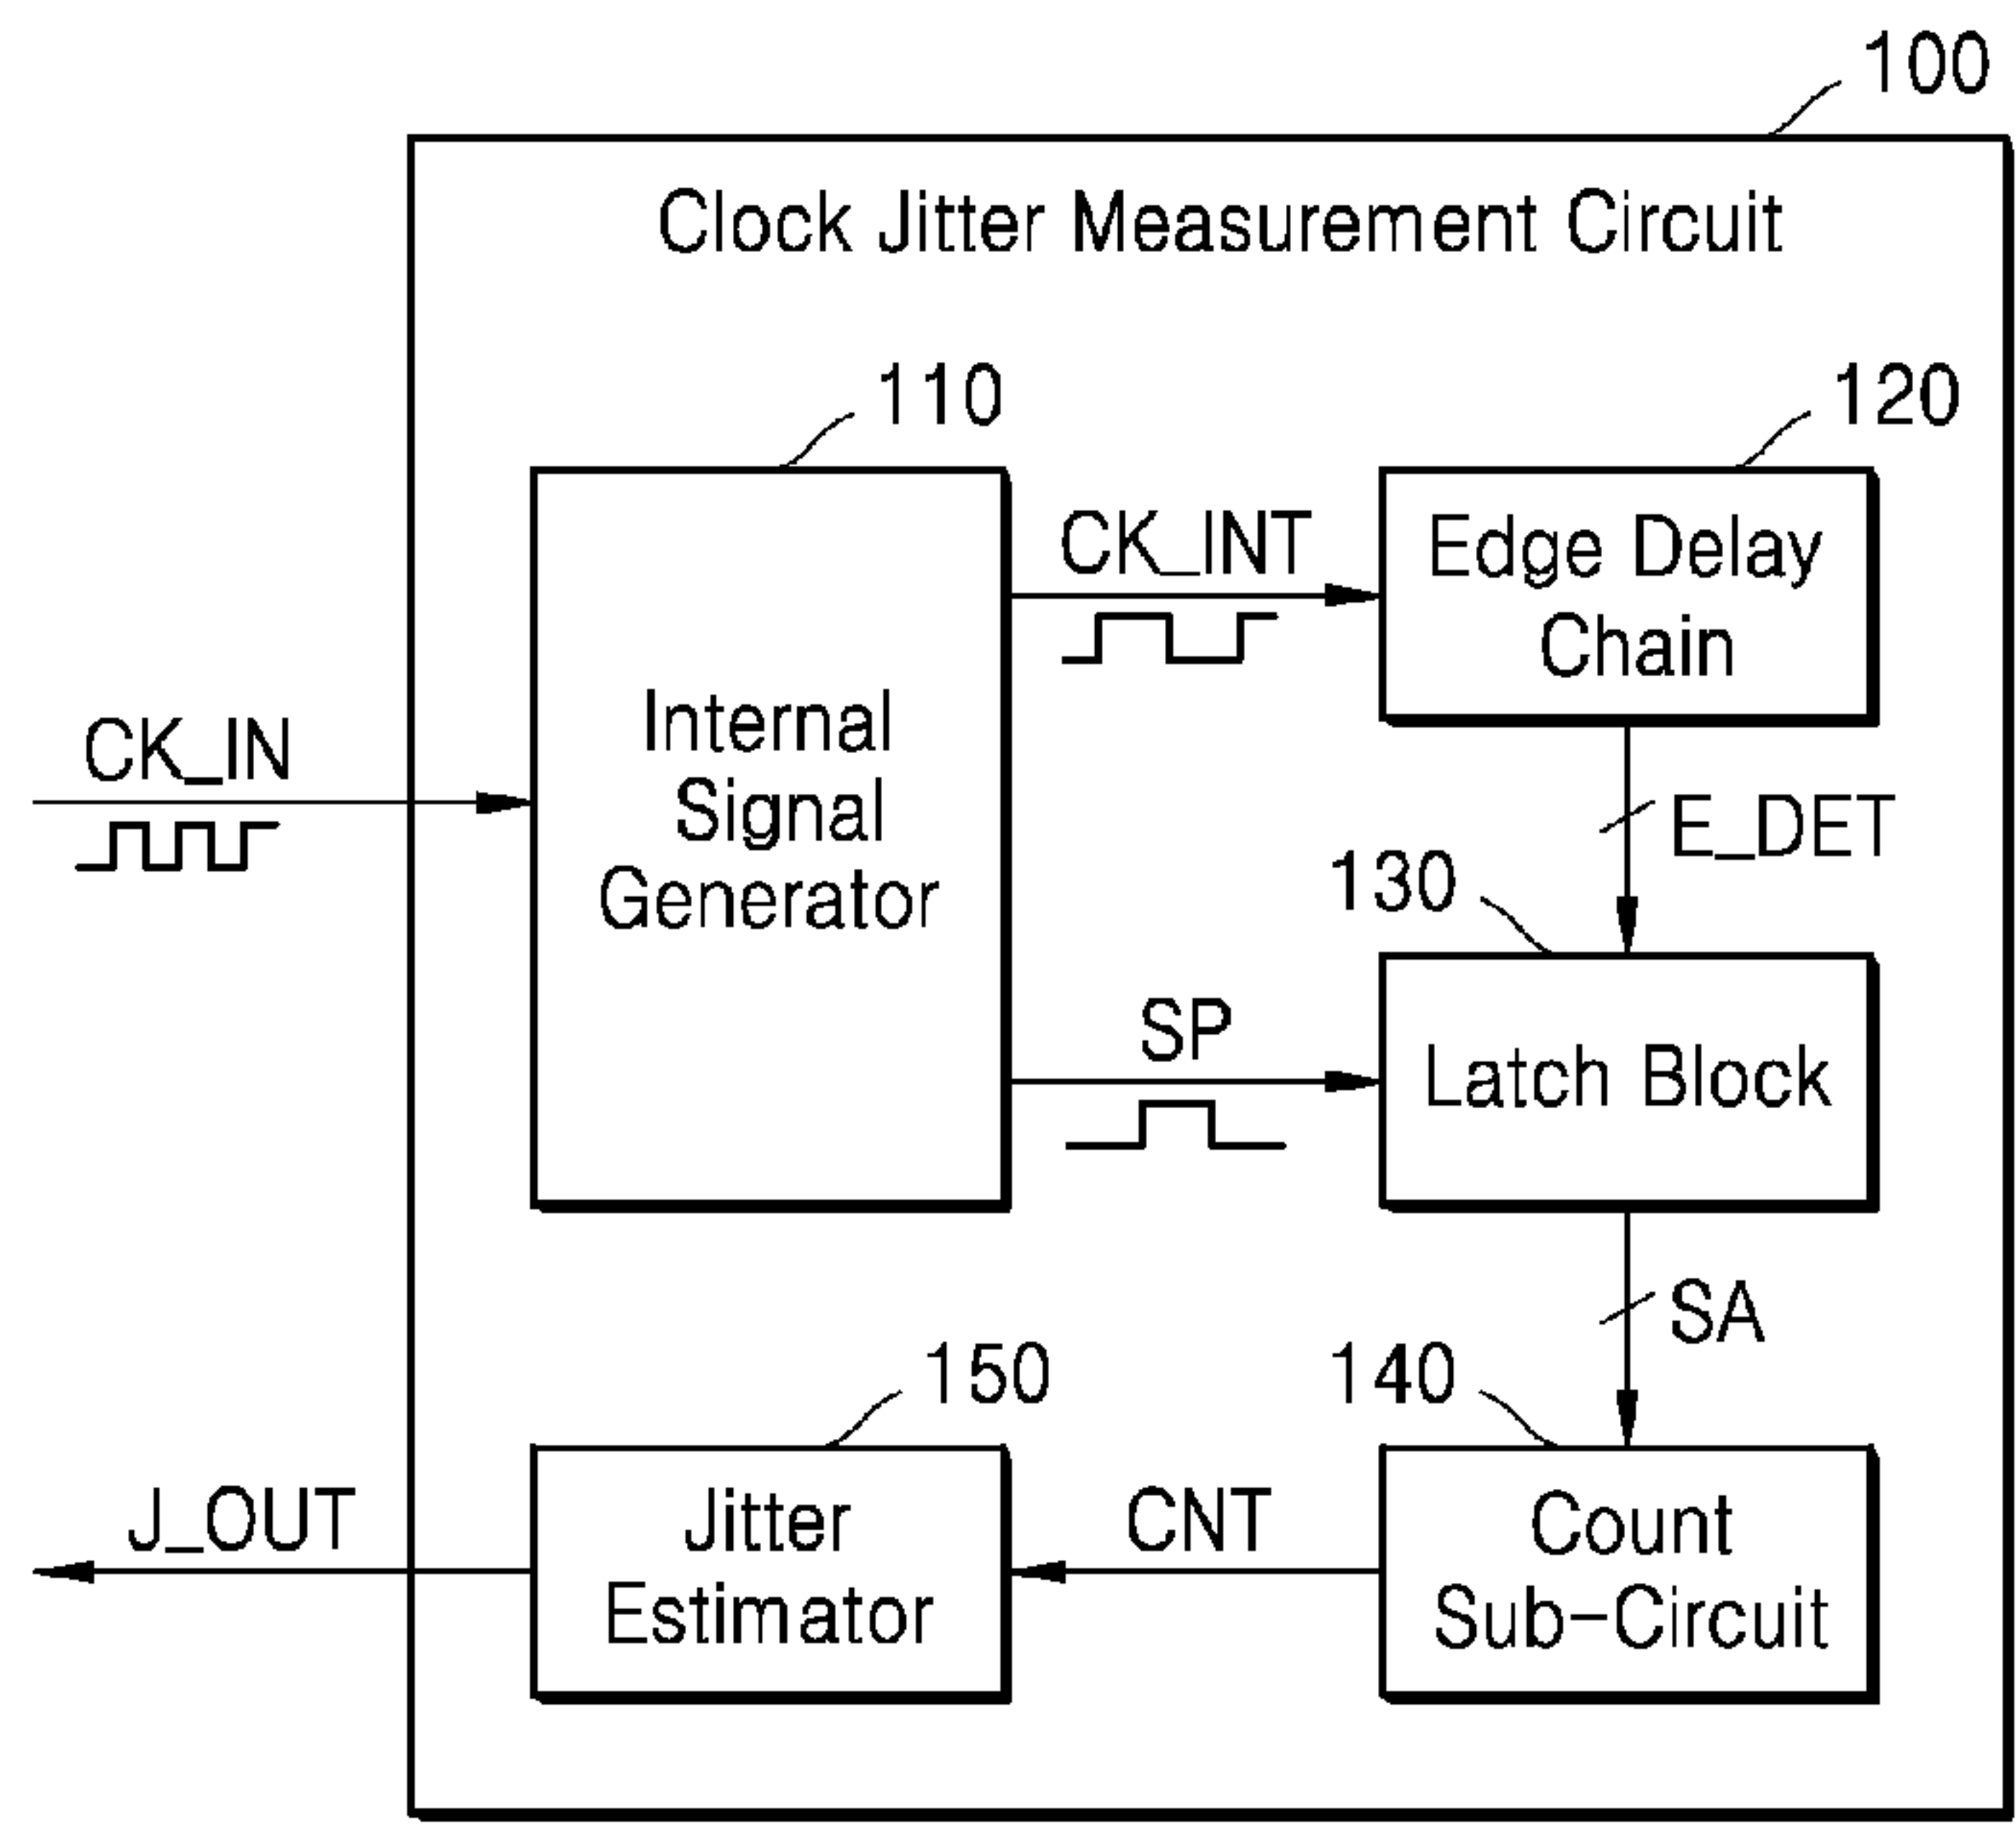 100
Clock Jitter Measurement Circuit
110
120
CK_INT
Edge Delay
Chain
CK_IN
Internal
Signal
Generator
E_DET
130
SP
Latch Block
SA
150
140
J_OUT
Jitter
Estimator
CNT
Count
Sub-Circuit